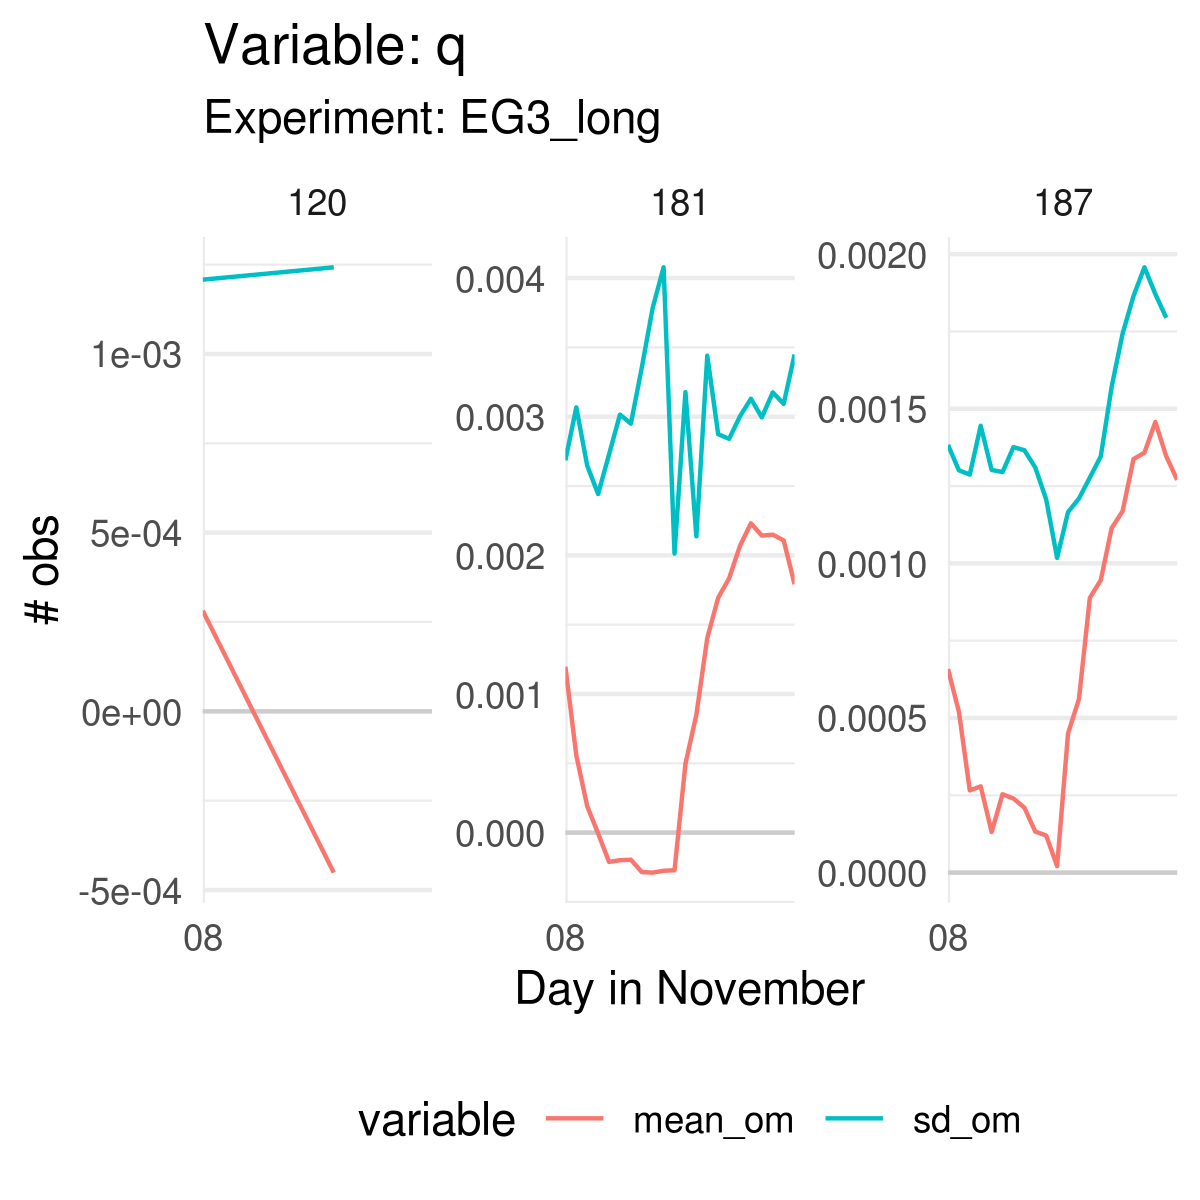 Variable: q
Experiment: EG3_long
120
181
187
# obs
1e-03
5e-04
0e+00
-5e-04
0.004
0.003
0.002
0.001
0.000
0.0020
0.0015
0.0010
0.0005
0.0000
08
08
08
Day in November
variable
mean_om
sd_om